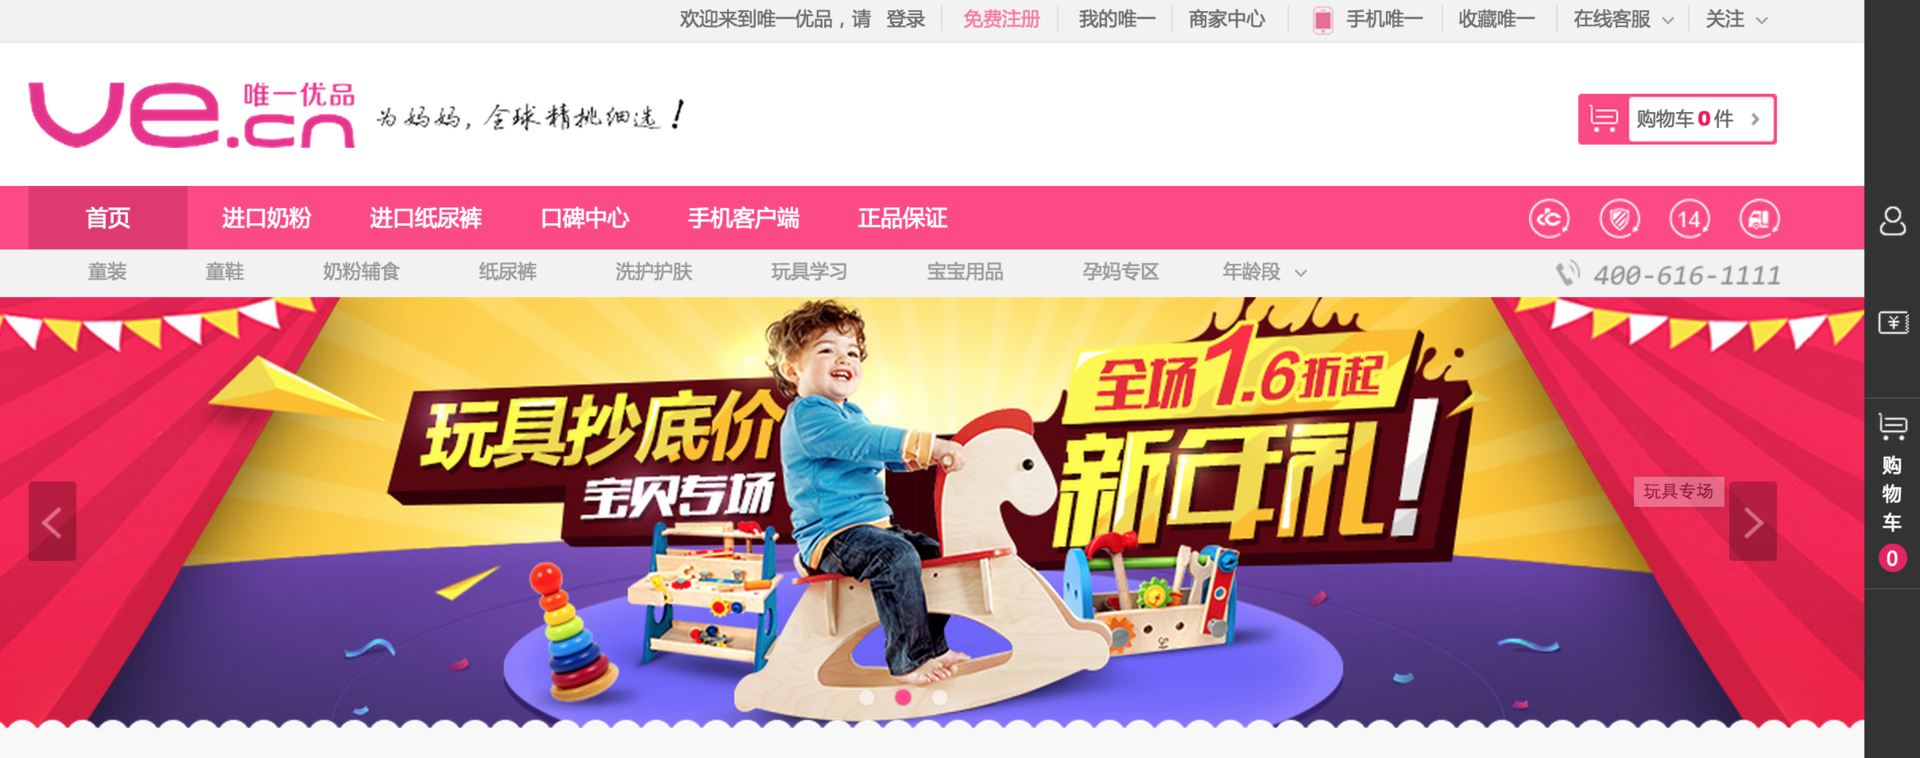 欢迎来到唯一优品，请 登录 免费注册 我的唯一 商家中心 手机唯一 收藏唯一 在线客服 关注
ve.cn 唯一优品
为妈妈，全球精挑细选！
购物车0件
首页 进口奶粉 进口纸尿裤 口碑中心 手机客户端 正品保证
14
童装 童鞋 奶粉辅食 纸尿裤 洗护护肤 玩具学习 宝宝用品 孕妈专区 年龄段
400-616-1111
玩具抄底价
宝贝专场
全场1.6折起
新年礼！
玩具专场
¥
购物车
0